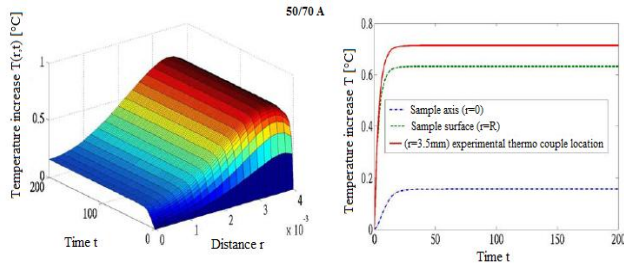 50/70 A
Temperature increase T(r,t) [°C]
1
0.5
0
200
100
0
Time t
0
1
2
3
4
x 10
-3
Distance r
Temperature increase T [°C]
0.8
0.6
0.4
0.2
0
0
50
100
150
200
Time t
Sample axis (r=0)
Sample surface (r=R)
(r=3.5mm) experimental thermo couple location